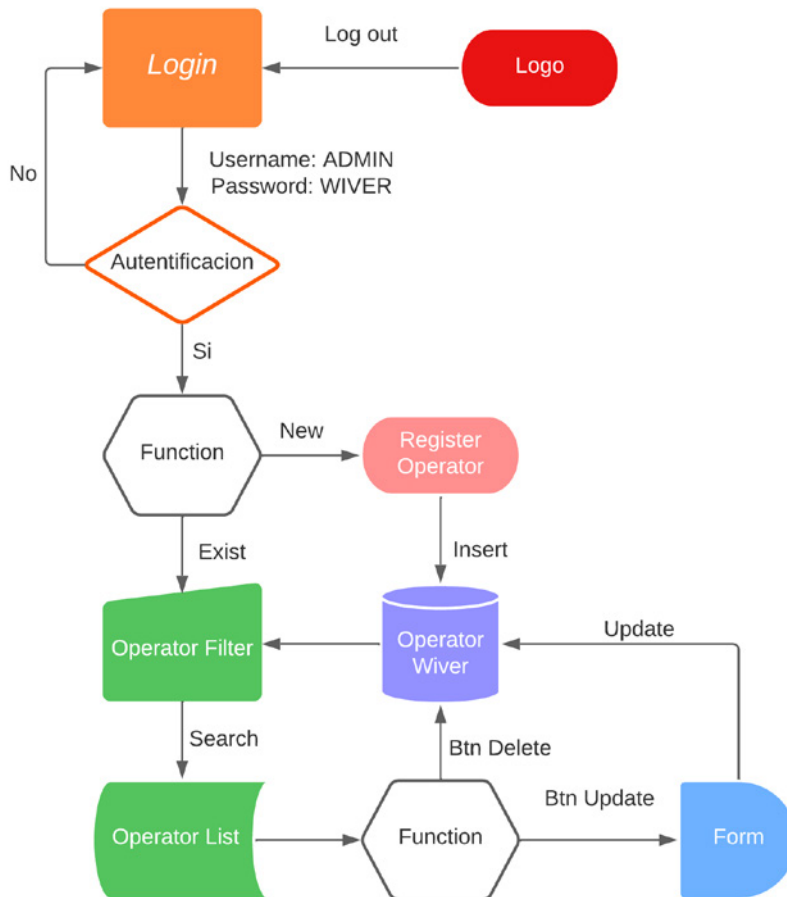 Log out
Login
Logo
No
Username: ADMIN
Password: WIVER
Autentificacion
Si
Function
New
Register
Operator
Exist
Insert
Operator Filter
Operator
Wiver
Update
Search
Btn Delete
Btn Update
Operator List
Function
Form